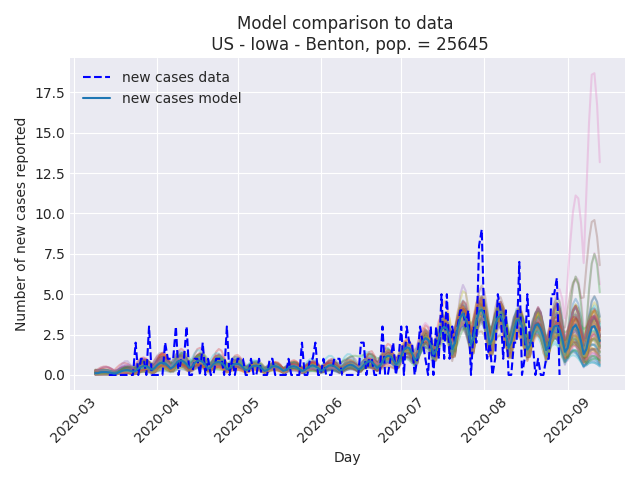 Model comparison to data
US - Iowa - Benton, pop. = 25645
new cases data
new cases model
Number of new cases reported
17.5
15.0
12.5
10.0
7.5
5.0
2.5
0.0
2020-03
2020-04
2020-05
2020-06
2020-07
2020-08
2020-09
Day